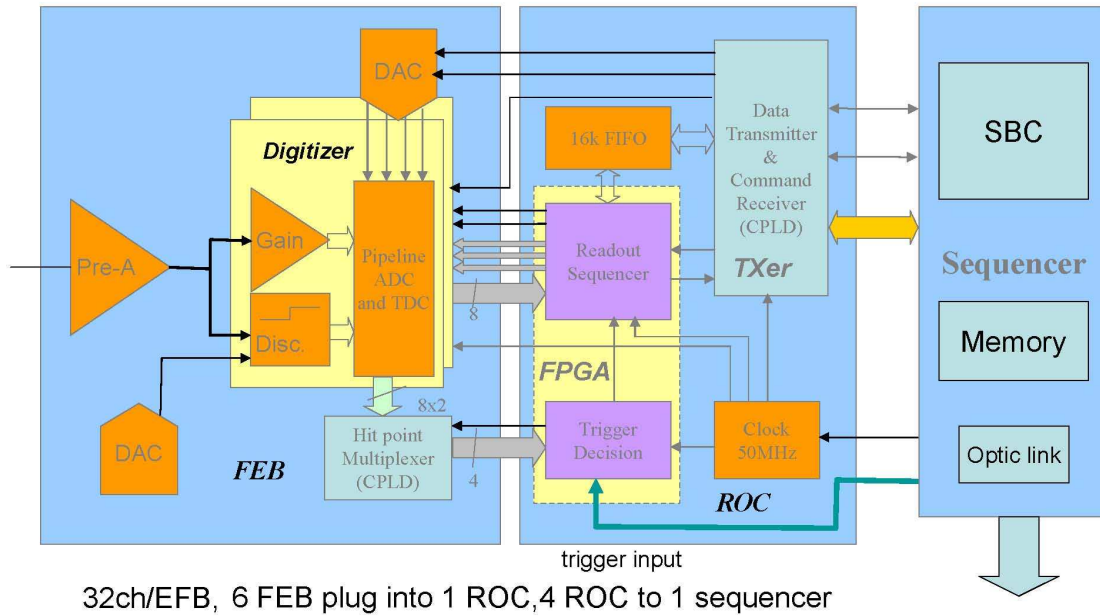 DAC
Digitizer
Pre-A
Gain
Disc.
Pipeline
ADC
and TDC
8
8x2
DAC
FEB
Hit point
Multiplexer
(CPLD)
4
16k FIFO
Readout
Sequencer
FPGA
Trigger
Decision
Data
Transmitter
&
Command
Receiver
(CPLD)
TXer
Clock
50MHz
ROC
trigger input
SBC
Sequencer
Memory
Optic link
32ch/EFB, 6 FEB plug into 1 ROC,4 ROC to 1 sequencer